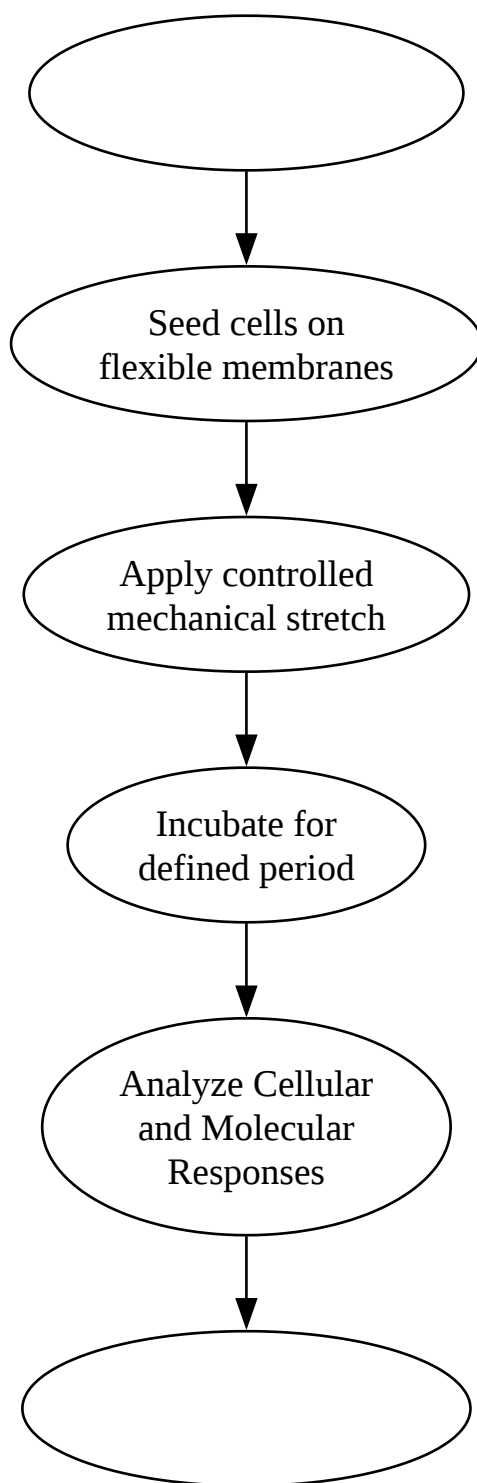 Seed cells on
flexible membranes
Apply controlled
mechanical stretch
Incubate for
defined period
Analyze Cellular
and Molecular
Responses